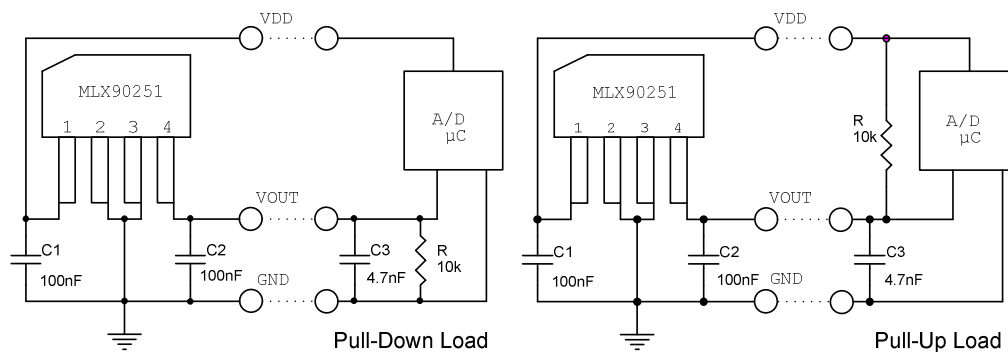 VDD
MLX90251
1 2 3 4
A/D
µC
VOUT
C1
100nF
C2
100nF
C3
4.7nF
R
10k
GND
Pull-Down Load
VDD
MLX90251
1 2 3 4
R
10k
A/D
µC
VOUT
C1
100nF
C2
100nF
C3
4.7nF
GND
Pull-Up Load